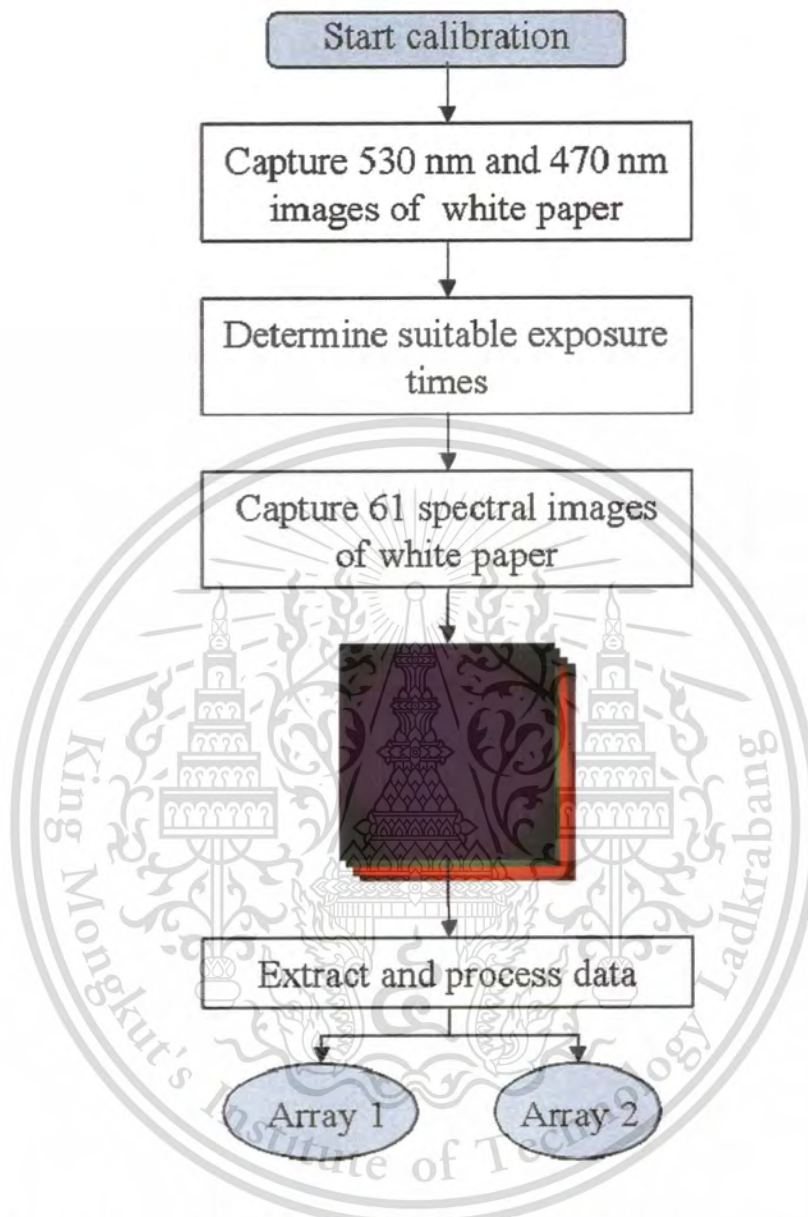 Start calibration
Capture 530 nm and 470 nm
images of white paper
Determine suitable exposure
times
Capture 61 spectral images
of white paper
Extract and process data
Array 1
Array 2
King Mongkut's Institute of Technology Ladkrabang